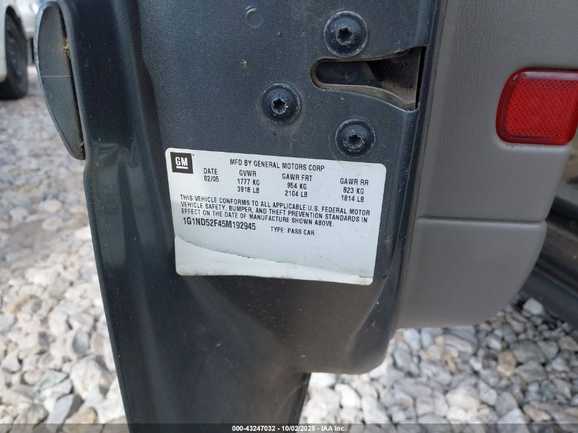 GM
MFD BY GENERAL MOTORS CORP
DATE GVWR GAWR FRT GAWR RR
02/05 1777 KG 954 KG 823 KG
3918 LB 2104 LB 1814 LB
THIS VEHICLE CONFORMS TO ALL APPLICABLE U.S. FEDERAL MOTOR
VEHICLE SAFETY, BUMPER, AND THEFT PREVENTION STANDARDS IN
EFFECT ON THE DATE OF MANUFACTURE SHOWN ABOVE.
1G1ND52F45M192945 TYPE: PASS CAR
000-43247032 - 10/02/2025 - IAA Inc.